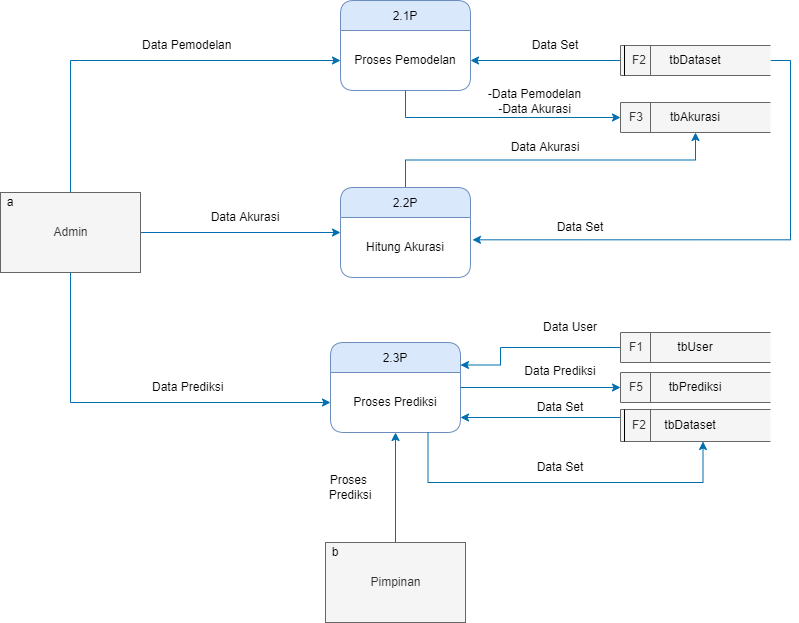 2.1P
Data Pemodelan
Proses Pemodelan
Data Set
F2
tbDataset
-Data Pemodelan
-Data Akurasi
F3
tbAkurasi
Data Akurasi
a
Admin
Data Akurasi
2.2P
Hitung Akurasi
Data Set
2.3P
Proses Prediksi
Data Prediksi
Data User
F1
tbUser
Data Prediksi
F5
tbPrediksi
Data Set
F2
tbDataset
Data Set
Proses
Prediksi
b
Pimpinan